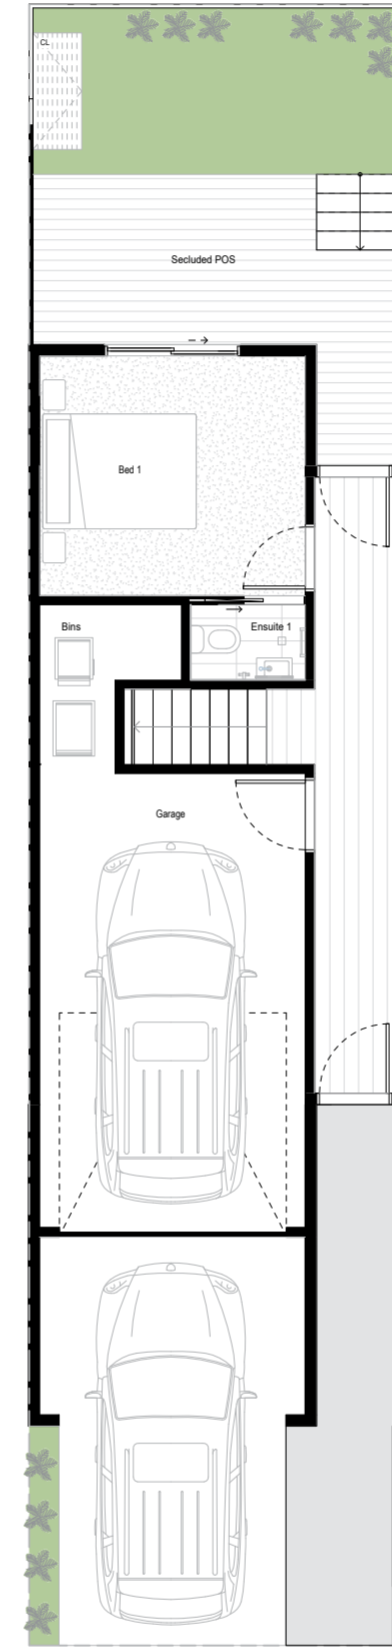 CL
Secluded POS
Bed 1
Bins
Ensuite 1
Garage